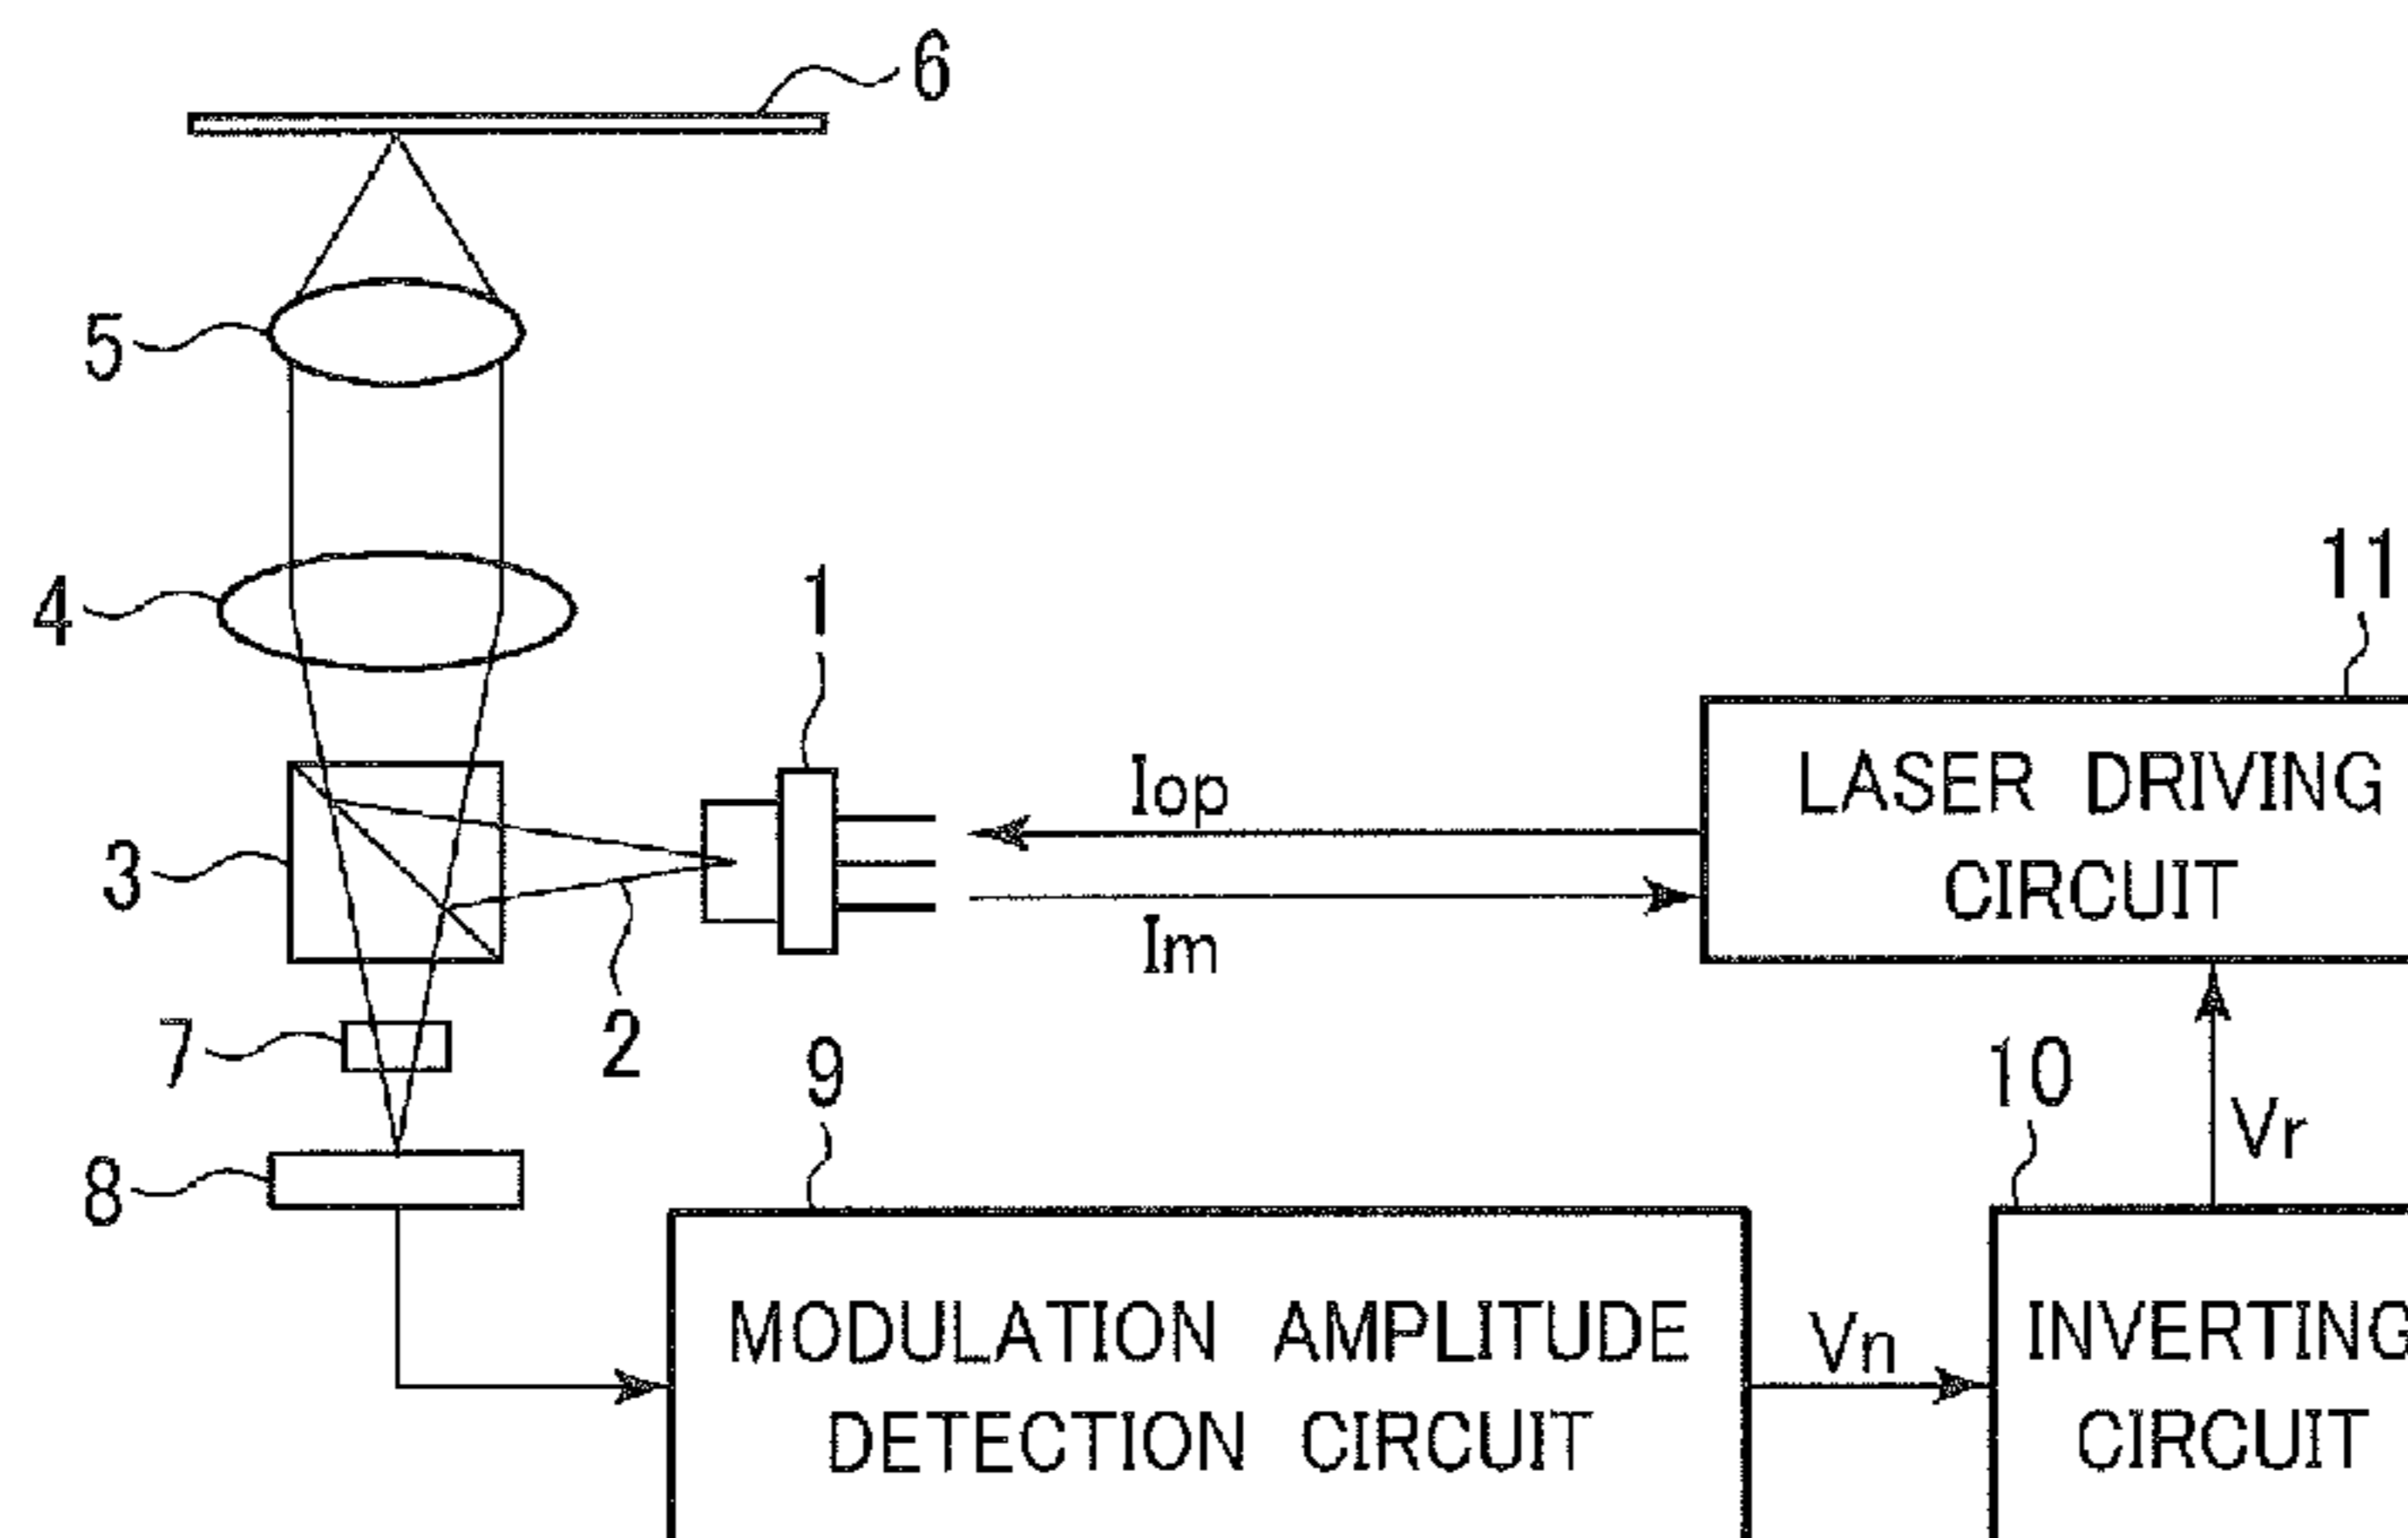 6
5
4
1
11
Iop
LASER DRIVING
CIRCUIT
3
Im
2
7
9
10
Vr
8
MODULATION AMPLITUDE
DETECTION CIRCUIT
Vn
INVERTING
CIRCUIT